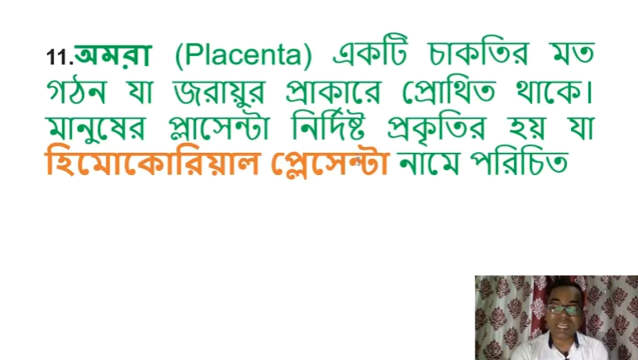 11.অমরা (Placenta) একটি চাকতির মত
গঠন যা জরায়ুর প্রাকারে প্রোথিত থাকে।
মানুষের প্লাসেন্টা নির্দিষ্ট প্রকৃতির হয় যা
হিমোকোরিয়াল প্লেসেন্টা নামে পরিচিত